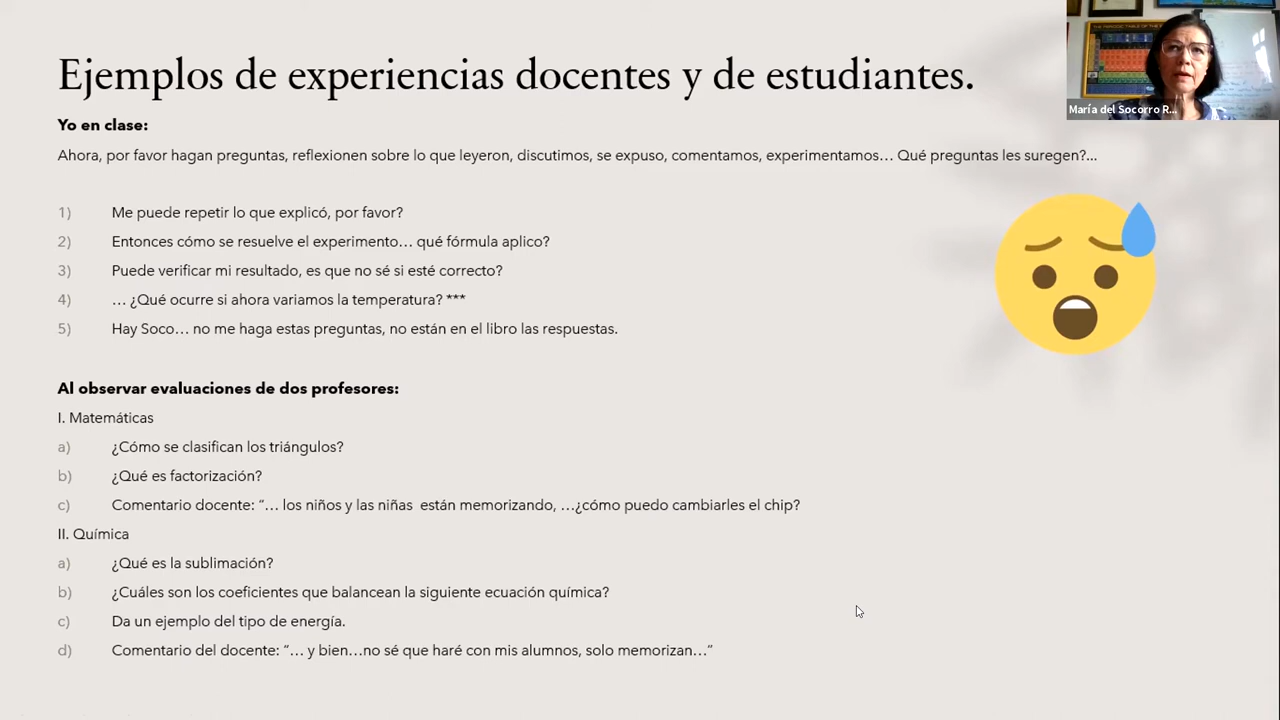 Ejemplos de experiencias docentes y de estudiantes.
María del Socorro R...
Yo en clase:
Ahora, por favor hagan preguntas, reflexionen sobre lo que leyeron, discutimos, se expuso, comentamos, experimentamos… Qué preguntas les suregen?...
1) Me puede repetir lo que explicó, por favor?
2) Entonces cómo se resuelve el experimento… qué fórmula aplico?
3) Puede verificar mi resultado, es que no sé si esté correcto?
4) … ¿Qué ocurre si ahora variamos la temperatura? ***
5) Hay Soco… no me haga estas preguntas, no están en el libro las respuestas.
Al observar evaluaciones de dos profesores:
I. Matemáticas
a) ¿Cómo se clasifican los triángulos?
b) ¿Qué es factorización?
c) Comentario docente: “… los niños y las niñas están memorizando, …¿cómo puedo cambiarles el chip?
II. Química
a) ¿Qué es la sublimación?
b) ¿Cuáles son los coeficientes que balancean la siguiente ecuación química?
c) Da un ejemplo del tipo de energía.
d) Comentario del docente: “… y bien…no sé que haré con mis alumnos, solo memorizan…”